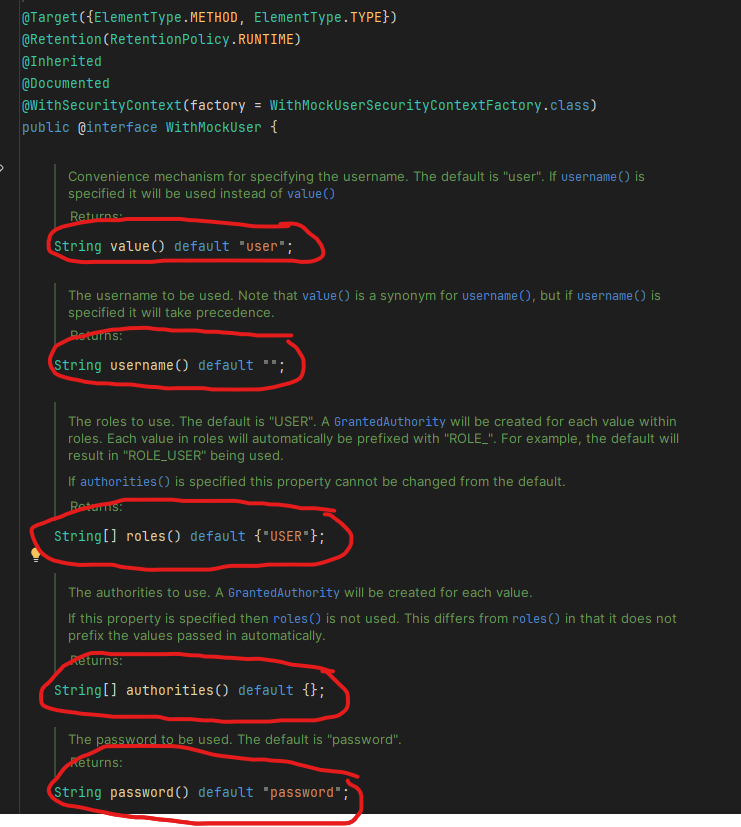 @Target({ElementType.METHOD, ElementType.TYPE})
@Retention(RetentionPolicy.RUNTIME)
@Inherited
@Documented
@WithSecurityContext(factory = WithMockUserSecurityContextFactory.class)
public @interface WithMockUser {
Convenience mechanism for specifying the username. The default is "user". If username() is
specified it will be used instead of value()
Returns:
String value() default "user";
The username to be used. Note that value() is a synonym for username(), but if username() is
specified it will take precedence.
Returns:
String username() default "";
The roles to use. The default is "USER". A GrantedAuthority will be created for each value within
roles. Each value in roles will automatically be prefixed with "ROLE_". For example, the default will
result in "ROLE_USER" being used.
If authorities() is specified this property cannot be changed from the default.
Returns:
String[] roles() default {"USER"};
The authorities to use. A GrantedAuthority will be created for each value.
If this property is specified then roles() is not used. This differs from roles() in that it does not
prefix the values passed in automatically.
Returns:
String[] authorities() default {};
The password to be used. The default is "password".
Returns:
String password() default "password";